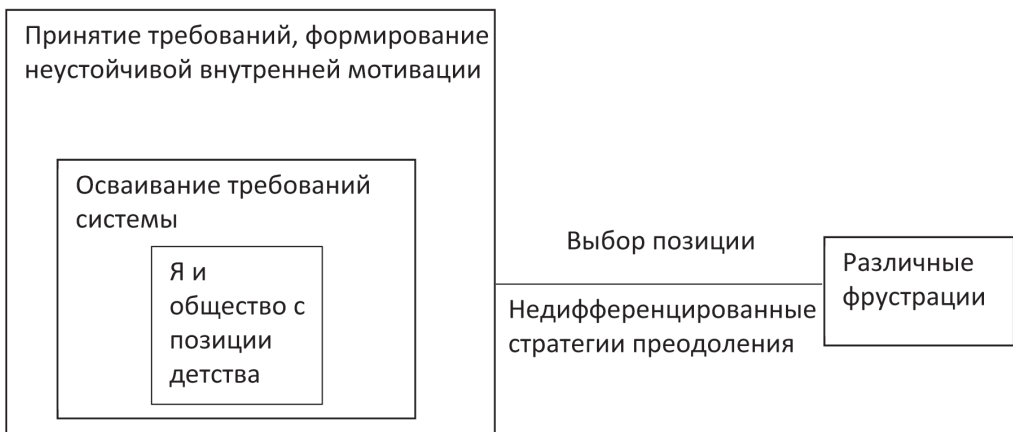 Принятие требований, формирование
неустойчивой внутренней мотивации
Осваивание требований
системы
Я и
общество с
позиции
детства
Выбор позиции
Недифференцированные
стратегии преодоления
Различные
фрустрации